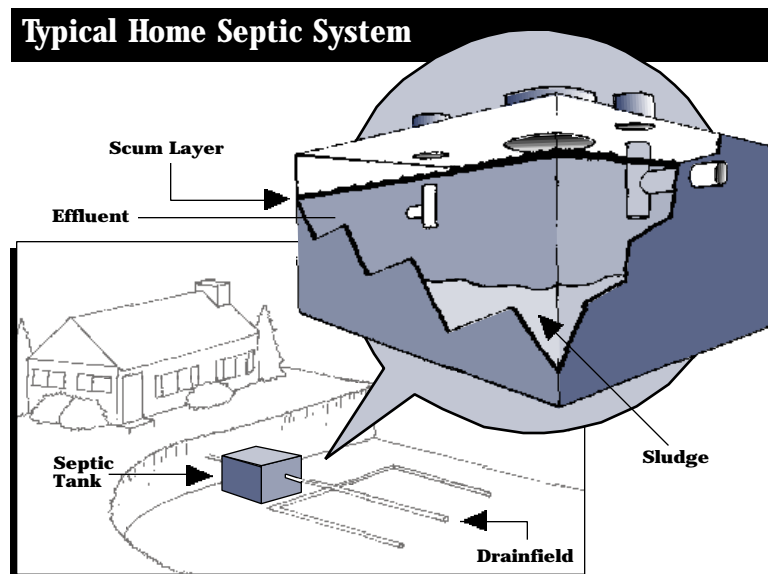 Typical Home Septic System
Scum Layer
Effluent
Septic
Tank
Sludge
Drainfield